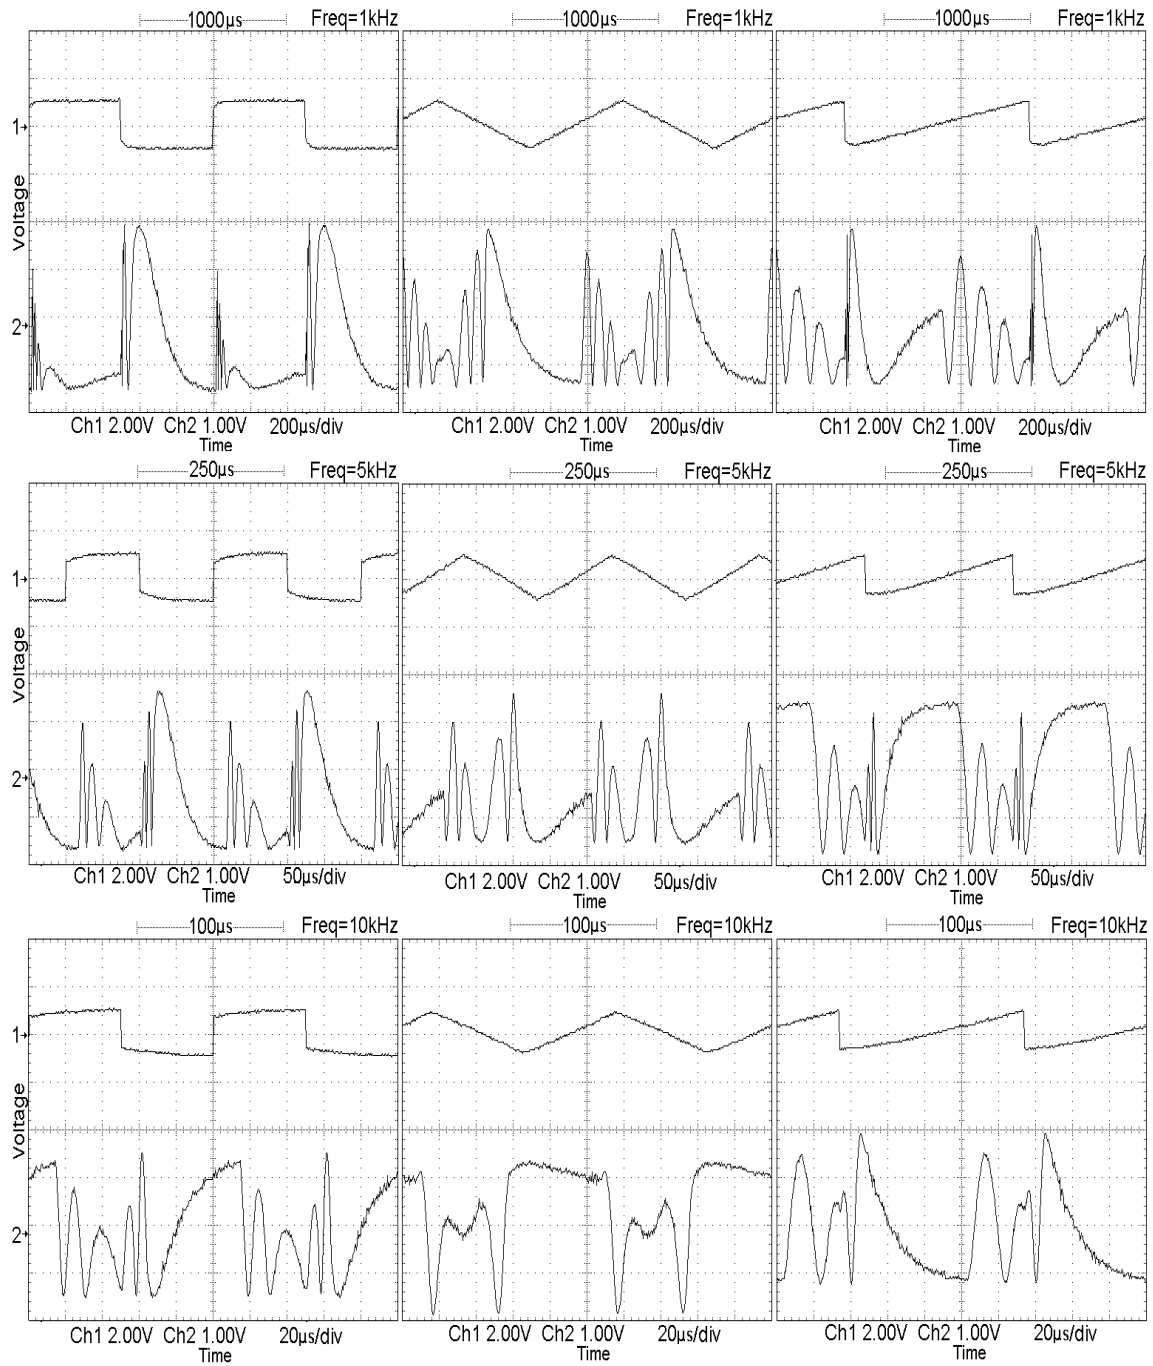 1000µs Freq=1kHz 1000µs Freq=1kHz 1000µs Freq=1kHz
1
Voltage
2
Ch1 2.00V Ch2 1.00V 200µs/div Ch1 2.00V Ch2 1.00V 200µs/div Ch1 2.00V Ch2 1.00V 200µs/div
Time Time Time
250µs Freq=5kHz 250µs Freq=5kHz 250µs Freq=5kHz
1
Voltage
2
Ch1 2.00V Ch2 1.00V 50µs/div Ch1 2.00V Ch2 1.00V 50µs/div Ch1 2.00V Ch2 1.00V 50µs/div
Time Time Time
100µs Freq=10kHz 100µs Freq=10kHz 100µs Freq=10kHz
1
Voltage
2
Ch1 2.00V Ch2 1.00V 20µs/div Ch1 2.00V Ch2 1.00V 20µs/div Ch1 2.00V Ch2 1.00V 20µs/div
Time Time Time